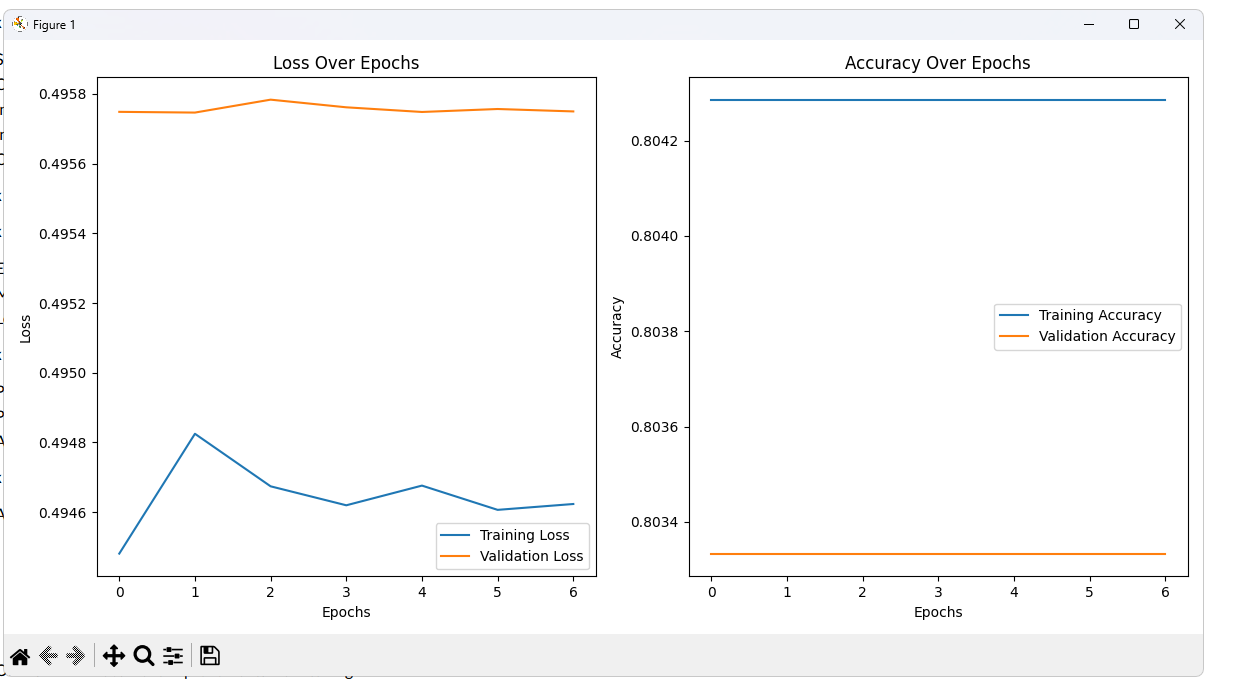 Figure 1
Loss Over Epochs
0.4958
0.4956
0.4954
0.4952
0.4950
0.4948
0.4946
Loss
Training Loss
Validation Loss
0 1 2 3 4 5 6
Epochs
Accuracy Over Epochs
0.8042
0.8040
0.8038
0.8036
0.8034
Accuracy
Training Accuracy
Validation Accuracy
0 1 2 3 4 5 6
Epochs